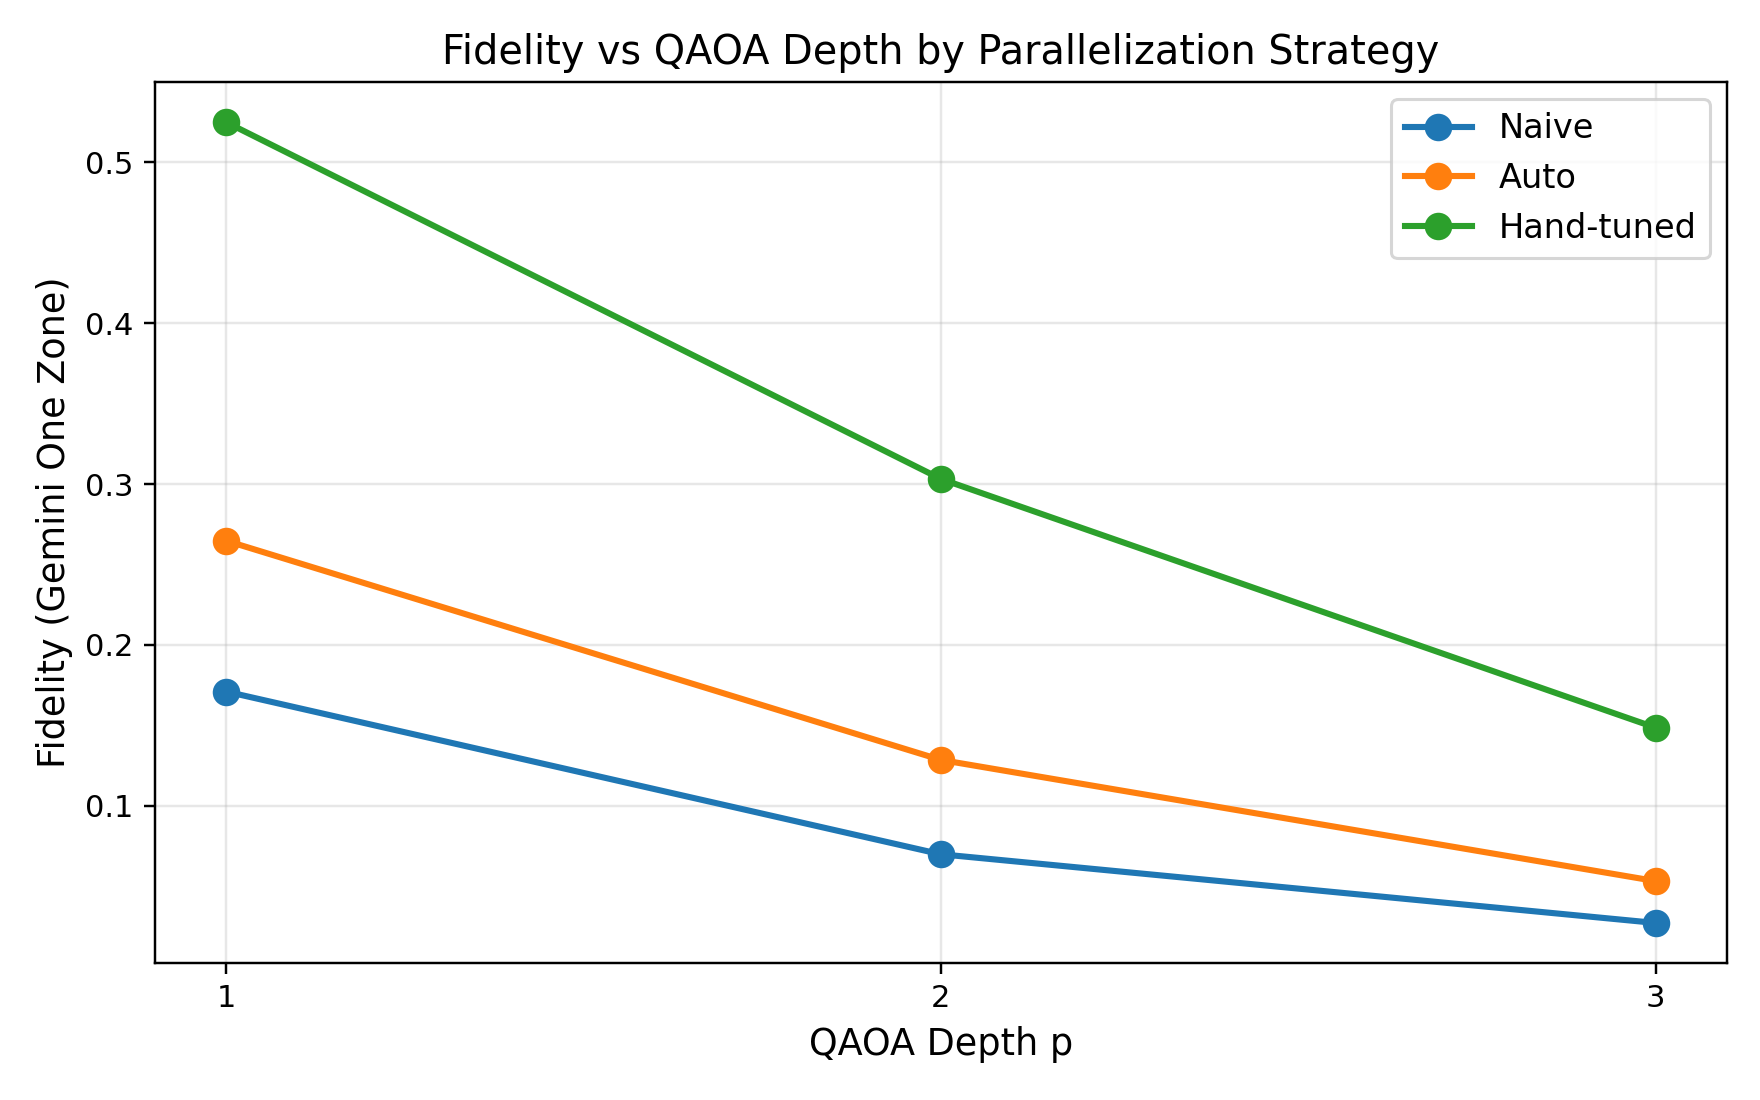 Fidelity vs QAOA Depth by Parallelization Strategy
Naive
Auto
Hand-tuned
Fidelity (Gemini One Zone)
0.5
0.4
0.3
0.2
0.1
1
2
3
QAOA Depth p